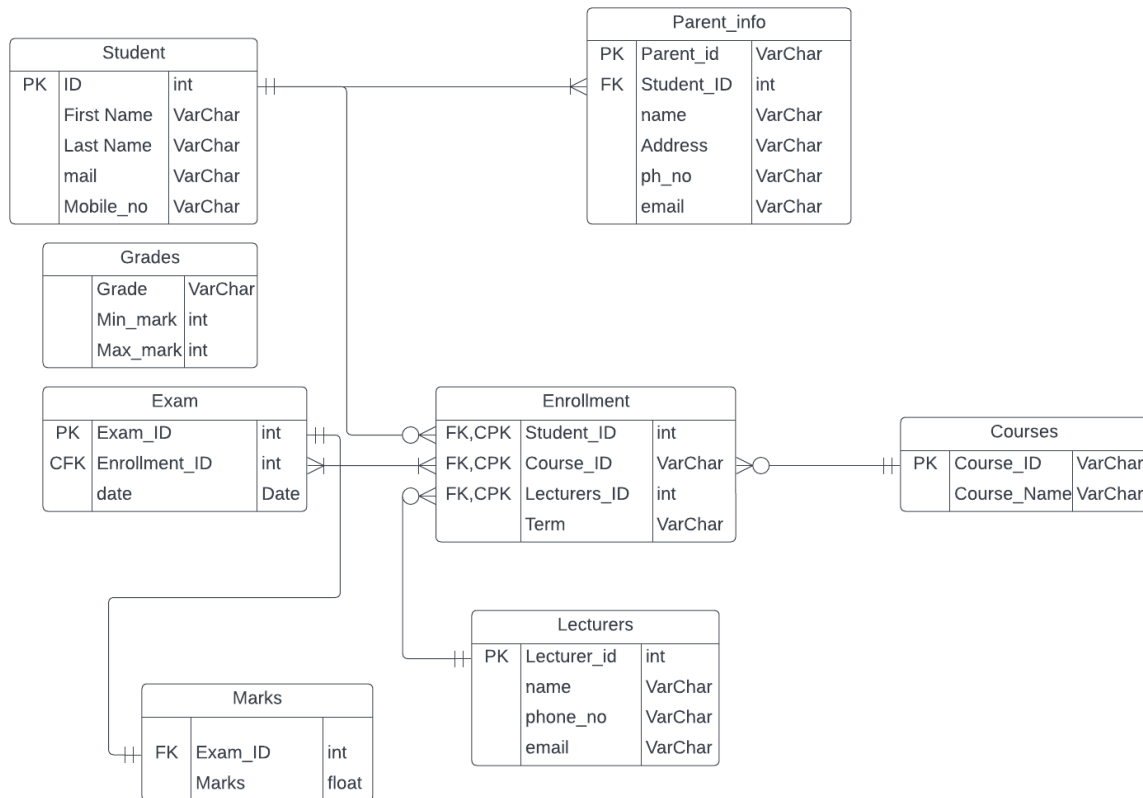 Student
PK ID int
First Name VarChar
Last Name VarChar
mail VarChar
Mobile_no VarChar
Parent_info
PK Parent_id VarChar
FK Student_ID int
name VarChar
Address VarChar
ph_no VarChar
email VarChar
Grades
Grade VarChar
Min_mark int
Max_mark int
Exam
PK Exam_ID int
CFK Enrollment_ID int
date Date
Enrollment
FK,CPK Student_ID int
FK,CPK Course_ID VarChar
FK,CPK Lecturers_ID int
Term VarChar
Courses
PK Course_ID VarChar
Course_Name VarChar
Lecturers
PK Lecturer_id int
name VarChar
phone_no VarChar
email VarChar
Marks
FK Exam_ID int
Marks float